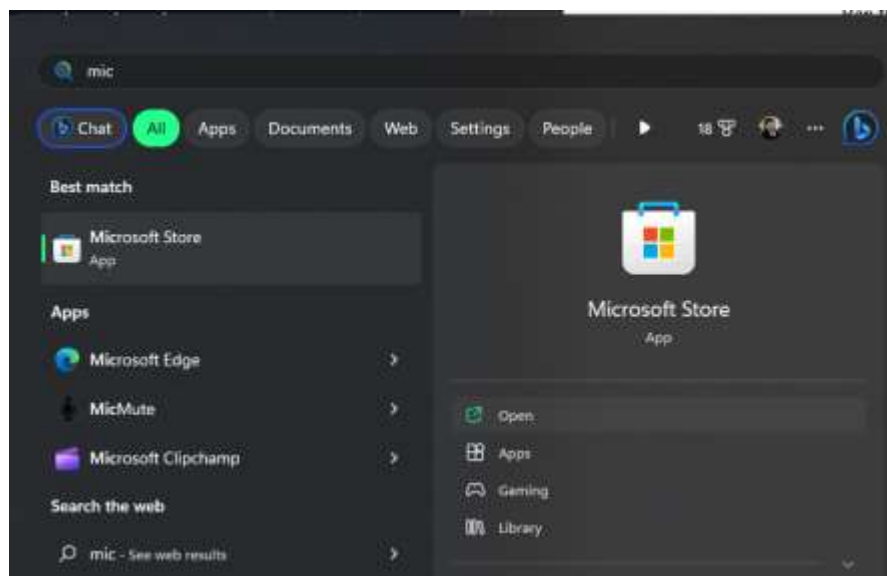 mic
Chat All Apps Documents Web Settings People 18 ...
Best match
Microsoft Store
App
Apps
Microsoft Edge
MicMute
Microsoft Clipchamp
Search the web
mic - See web results
Microsoft Store
App
Open
Apps
Gaming
Library